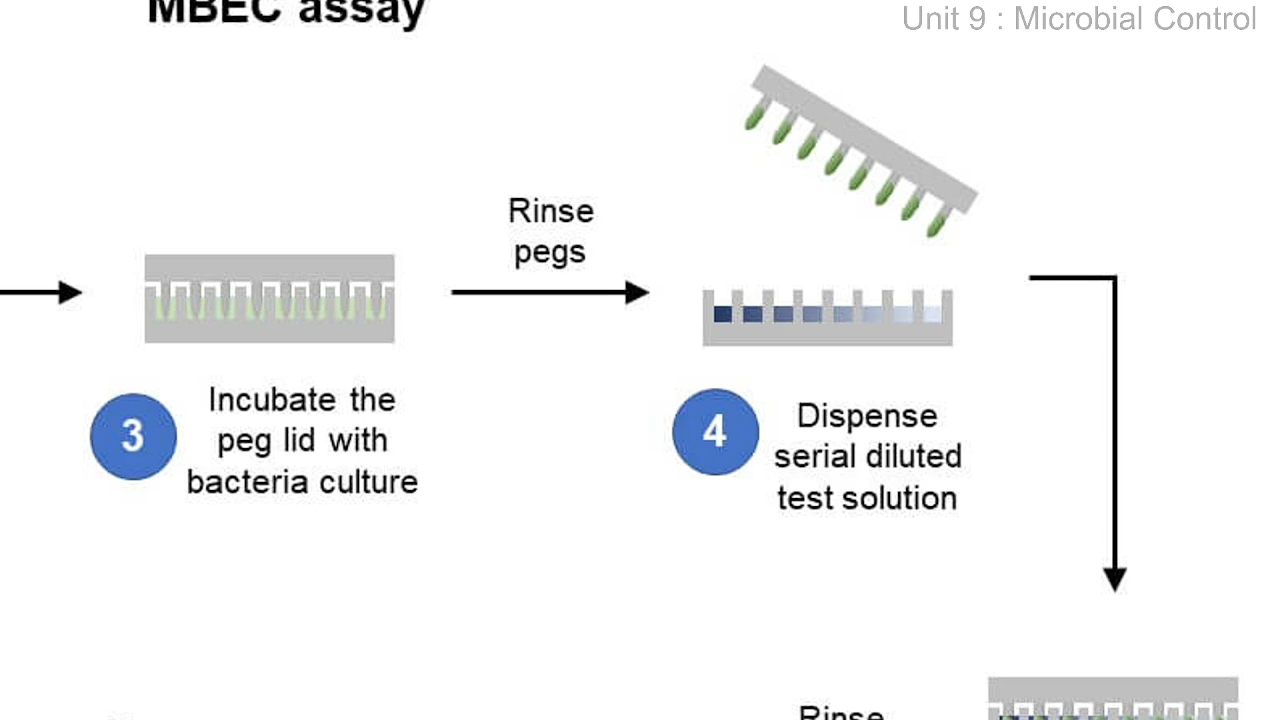 MBEC assay
Unit 9 : Microbial Control
Rinse
pegs
3
Incubate the
peg lid with
bacteria culture
4
Dispense
serial diluted
test solution
Rinse